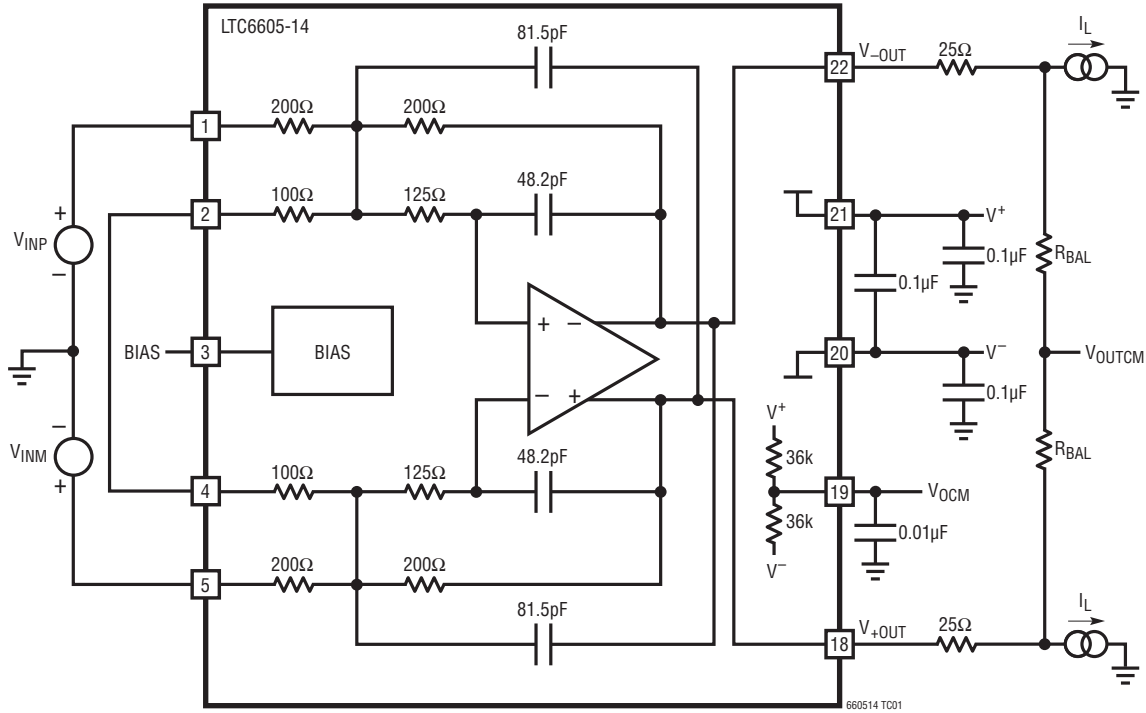 LTC6605-14
81.5pF
V–OUT
25Ω
IL
22
200Ω
200Ω
1
100Ω
125Ω
48.2pF
2
21
V+
+
VINP
–
0.1µF
0.1µF
RBAL
+ –
BIAS
3
BIAS
20
V–
VOUTCM
– +
0.1µF
V+
–
VINM
+
48.2pF
36k
RBAL
100Ω
125Ω
4
19
VOCM
36k
0.01µF
200Ω
200Ω
V–
5
81.5pF
V+OUT
25Ω
IL
18
660514 TC01